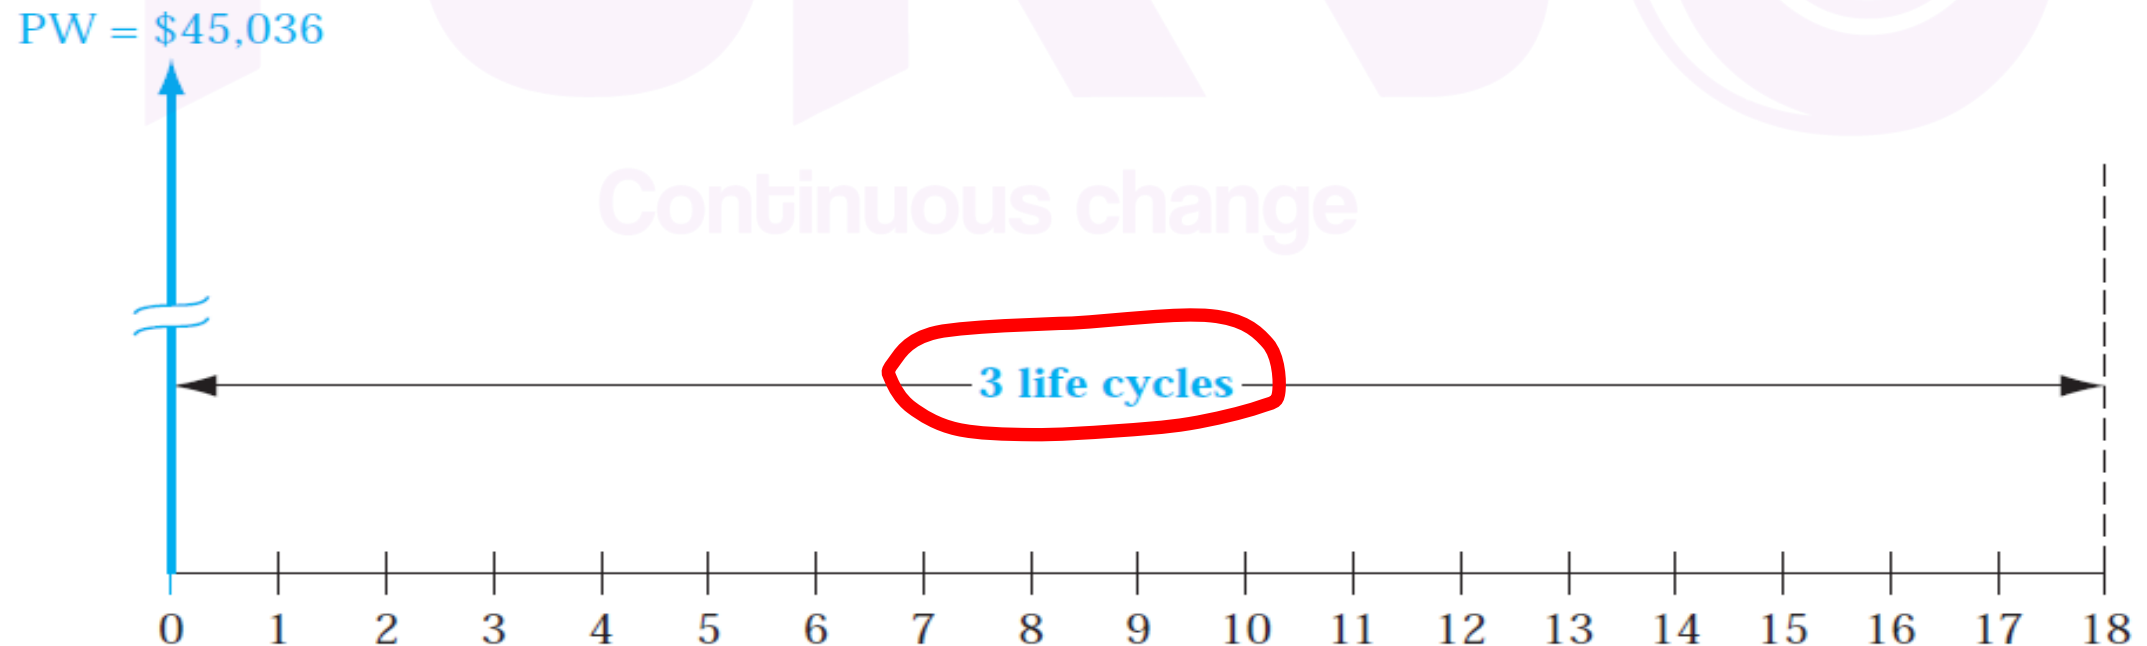 PW = $45,036
Continuous change
3 life cycles
0 1 2 3 4 5 6 7 8 9 10 11 12 13 14 15 16 17 18